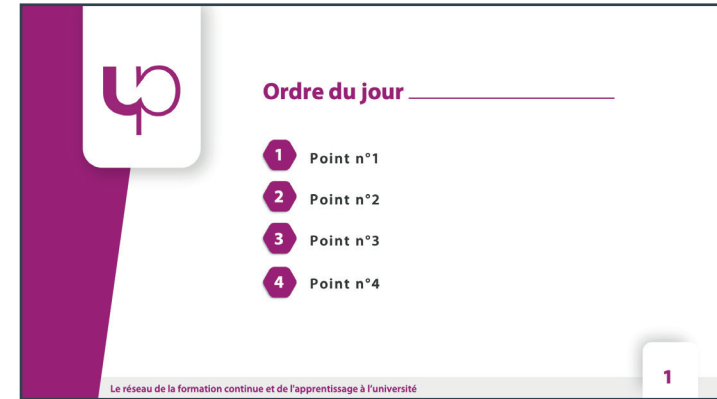 up
Ordre du jour
1 Point n°1
2 Point n°2
3 Point n°3
4 Point n°4
Le réseau de la formation continue et de l'apprentissage à l'université
1